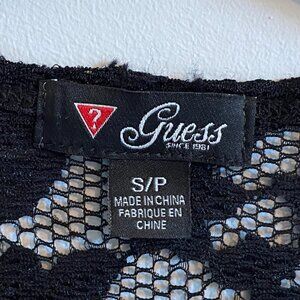 ?
Guess
SINCE 1981
S/P
MADE IN CHINA
FABRIQUE EN
CHINE